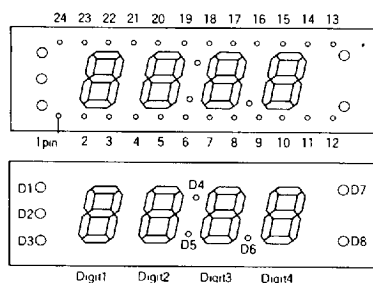 24 23 22 21 20 19 18 17 16 15 14 13
1pin 2 3 4 5 6 7 8 9 10 11 12
D1 D4 D7
D2
D3 D5 D6 D8
Digit1 Digit2 Digit3 Digit4